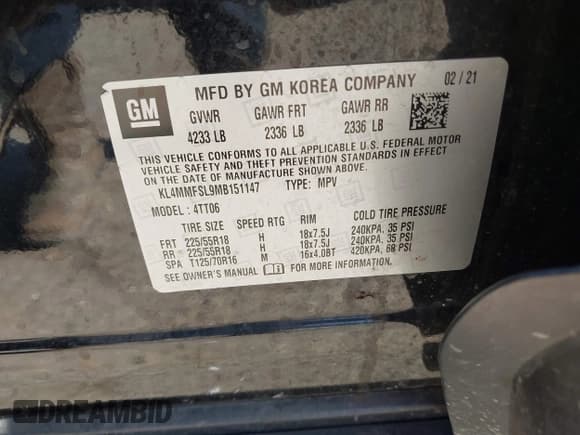 GM
MFD BY GM KOREA COMPANY
02 / 21
GVWR GAWR FRT GAWR RR
4233 LB 2336 LB 2336 LB
THIS VEHICLE CONFORMS TO ALL APPLICABLE U.S. FEDERAL MOTOR
VEHICLE SAFETY AND THEFT PREVENTION STANDARDS IN EFFECT
ON THE DATE OF MANUFACTURE SHOWN ABOVE.
KL4MMFSL9MB151147 TYPE: MPV
MODEL : 4TT06
TIRE SIZE SPEED RTG RIM COLD TIRE PRESSURE
FRT 225/55R18 H 18x7.5J 240KPA, 35 PSI
RR 225/55R18 H 18x7.5J 240KPA, 35 PSI
SPA T125/70R16 M 16x4.0BT 420KPA, 60 PSI
SEE OWNER'S MANUAL FOR MORE INFORMATION.
DREAMBID